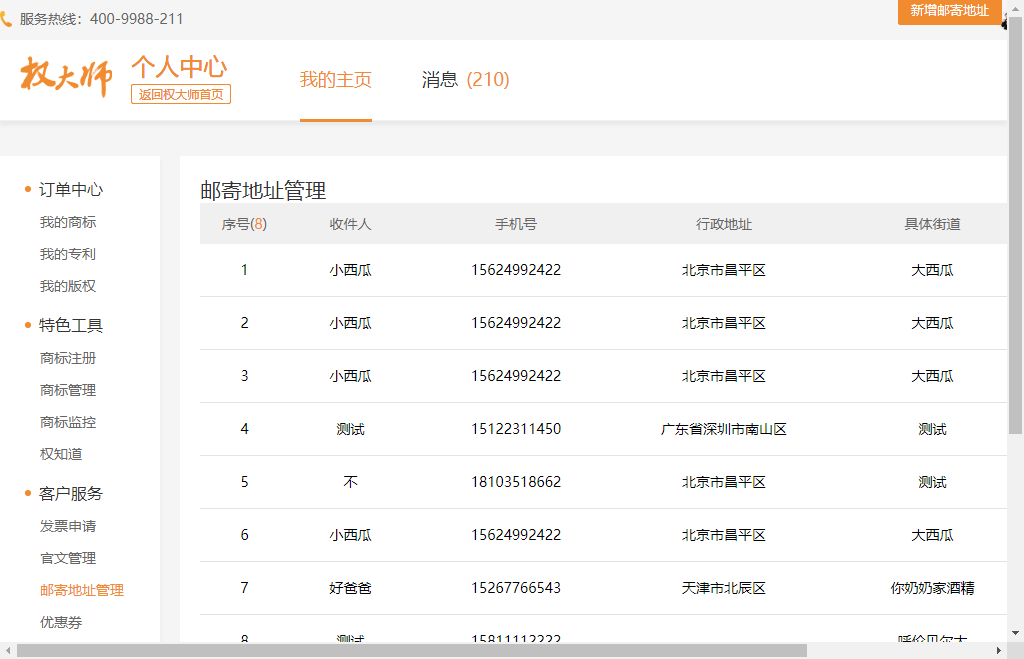 服务热线：400-9988-211
新增邮寄地址
权大师
个人中心
返回权大师首页
我的主页
消息 (210)
订单中心
我的商标
我的专利
我的版权
特色工具
商标注册
商标管理
商标监控
权知道
客户服务
发票申请
官文管理
邮寄地址管理
优惠券
邮寄地址管理
序号(8) 收件人 手机号 行政地址 具体街道
1 小西瓜 15624992422 北京市昌平区 大西瓜
2 小西瓜 15624992422 北京市昌平区 大西瓜
3 小西瓜 15624992422 北京市昌平区 大西瓜
4 测试 15122311450 广东省深圳市南山区 测试
5 不 18103518662 北京市昌平区 测试
6 小西瓜 15624992422 北京市昌平区 大西瓜
7 好爸爸 15267766543 天津市北辰区 你奶奶家酒精
8 测试 15811112222 呼伦贝尔大